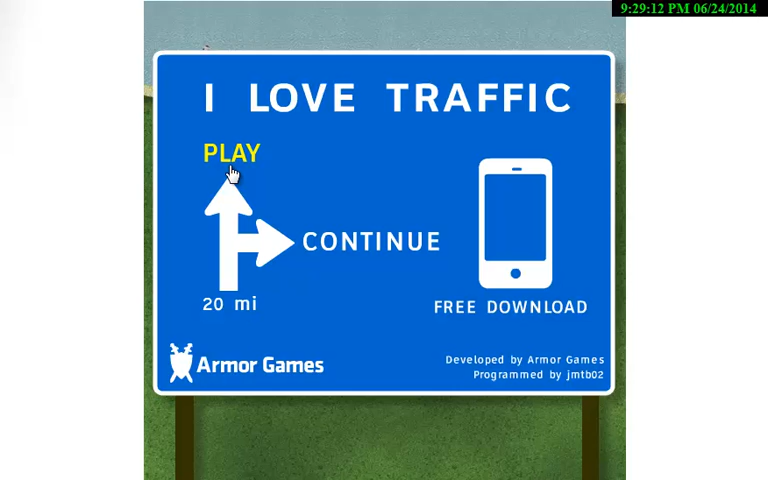 9:29:12 PM 06/24/2014
I LOVE TRAFFIC
PLAY
CONTINUE
20 mi
FREE DOWNLOAD
Armor Games
Developed by Armor Games
Programmed by jmtb02